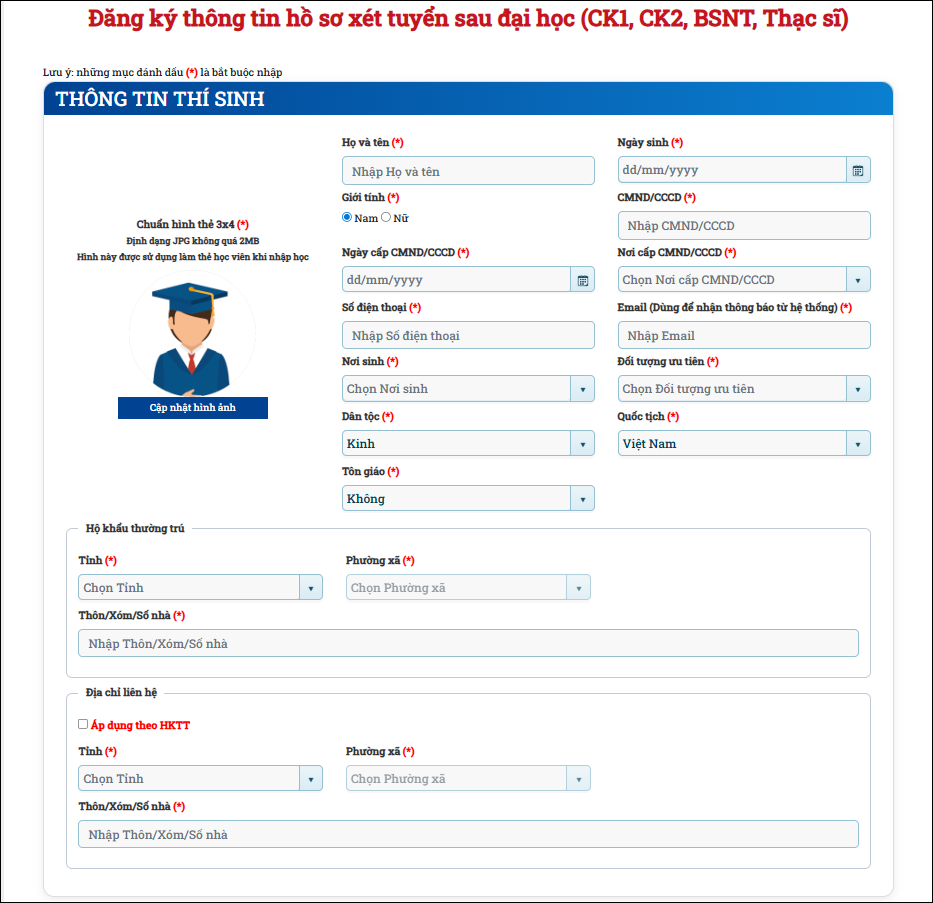 Đăng ký thông tin hồ sơ xét tuyển sau đại học (CK1, CK2, BSNT, Thạc sĩ)
Lưu ý: những mục đánh dấu (*) là bắt buộc nhập
THÔNG TIN THÍ SINH
Chuẩn hình thẻ 3x4 (*)
Định dạng JPG không quá 2MB
Hình này được sử dụng làm thẻ học viên khi nhập học
Cập nhật hình ảnh
Họ và tên (*)
Nhập Họ và tên
Ngày sinh (*)
dd/mm/yyyy
Giới tính (*)
Nam Nữ
CMND/CCCD (*)
Nhập CMND/CCCD
Ngày cấp CMND/CCCD (*)
dd/mm/yyyy
Nơi cấp CMND/CCCD (*)
Chọn Nơi cấp CMND/CCCD
Số điện thoại (*)
Nhập Số điện thoại
Email (Dùng để nhận thông báo từ hệ thống) (*)
Nhập Email
Nơi sinh (*)
Chọn Nơi sinh
Đối tượng ưu tiên (*)
Chọn Đối tượng ưu tiên
Dân tộc (*)
Kinh
Quốc tịch (*)
Việt Nam
Tôn giáo (*)
Không
Hộ khẩu thường trú
Tỉnh (*)
Chọn Tỉnh
Phường xã (*)
Chọn Phường xã
Thôn/Xóm/Số nhà (*)
Nhập Thôn/Xóm/Số nhà
Địa chỉ liên hệ
Áp dụng theo HKTT
Tỉnh (*)
Chọn Tỉnh
Phường xã (*)
Chọn Phường xã
Thôn/Xóm/Số nhà (*)
Nhập Thôn/Xóm/Số nhà